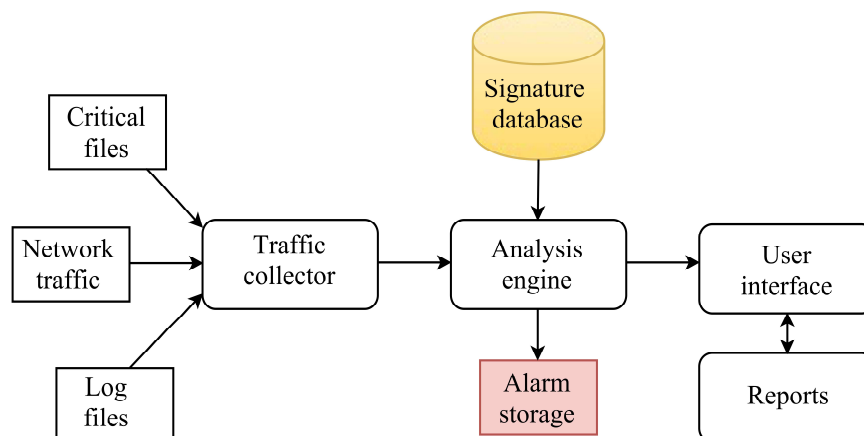 Signature
database
Critical
files
Network
traffic
Traffic
collector
Analysis
engine
User
interface
Log
files
Alarm
storage
Reports